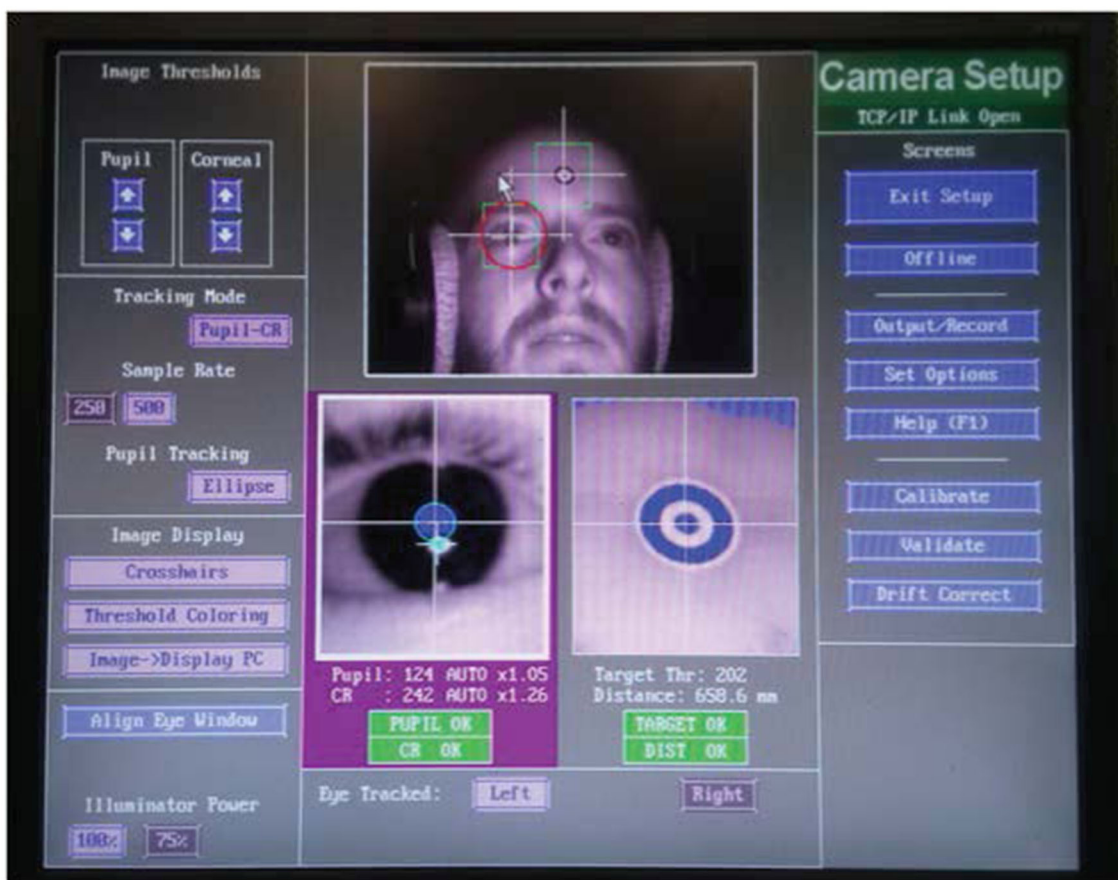 Image Thresholds
Pupil
Corneal
Tracking Mode
Pupil-CR
Sample Rate
250 500
Pupil Tracking
Ellipse
Image Display
Crosshairs
Threshold Coloring
Image->Display PC
Align Eye Window
Illuminator Power
100% 75%
Pupil: 124 AUTO x1.05
CR : 242 AUTO x1.26
PUPIL OK
CR OK
Target Thr: 202
Distance: 658.6 mm
TARGET OK
DIST OK
Eye Tracked: Left Right
Camera Setup
TCP/IP Link Open
Screens
Exit Setup
Offline
Output/Record
Set Options
Help (F1)
Calibrate
Validate
Drift Correct